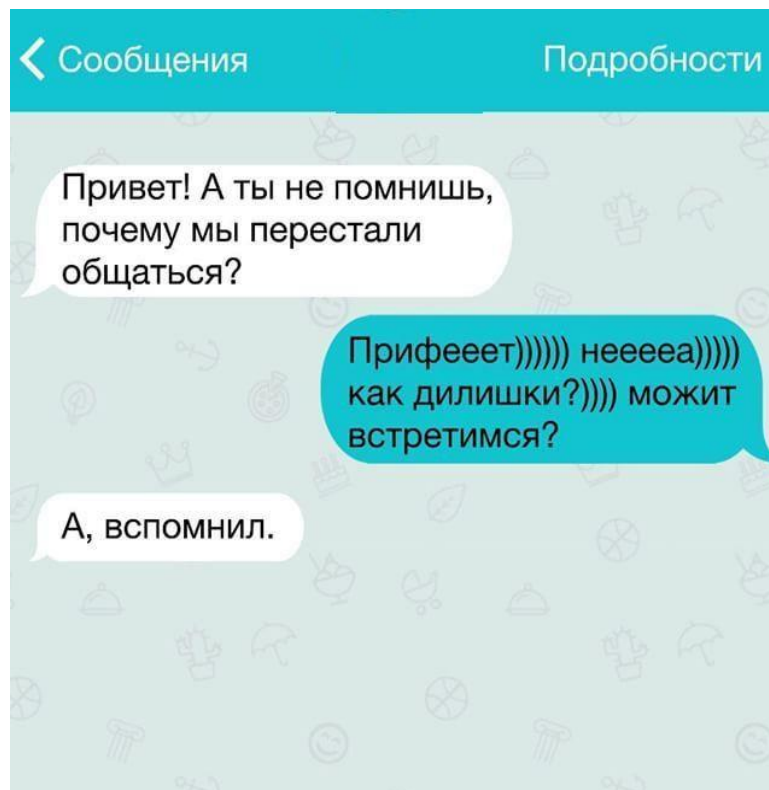 Сообщения
Подробности
Привет! А ты не помнишь,
почему мы перестали
общаться?
Прифееет)))))) нееееа)))))
как дилишки?)))) можит
встретимся?
А, вспомнил.